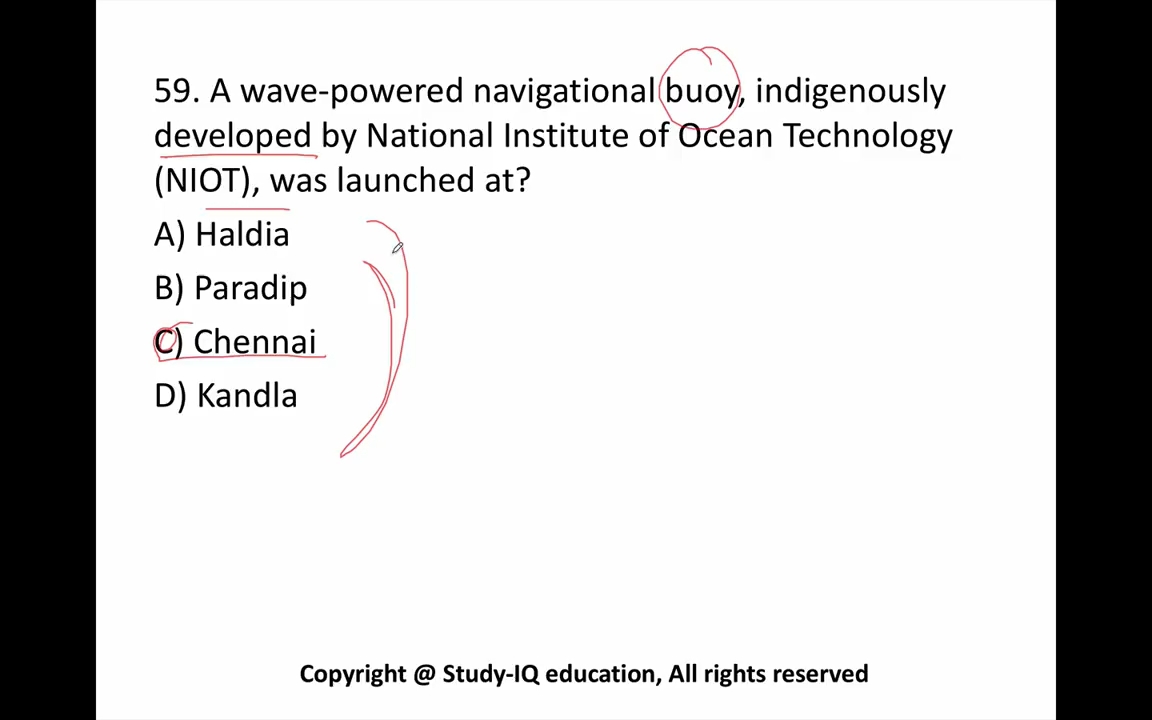 59. A wave-powered navigational buoy, indigenously
developed by National Institute of Ocean Technology
(NIOT), was launched at?
A) Haldia
B) Paradip
C) Chennai
D) Kandla
Copyright @ Study-IQ education, All rights reserved